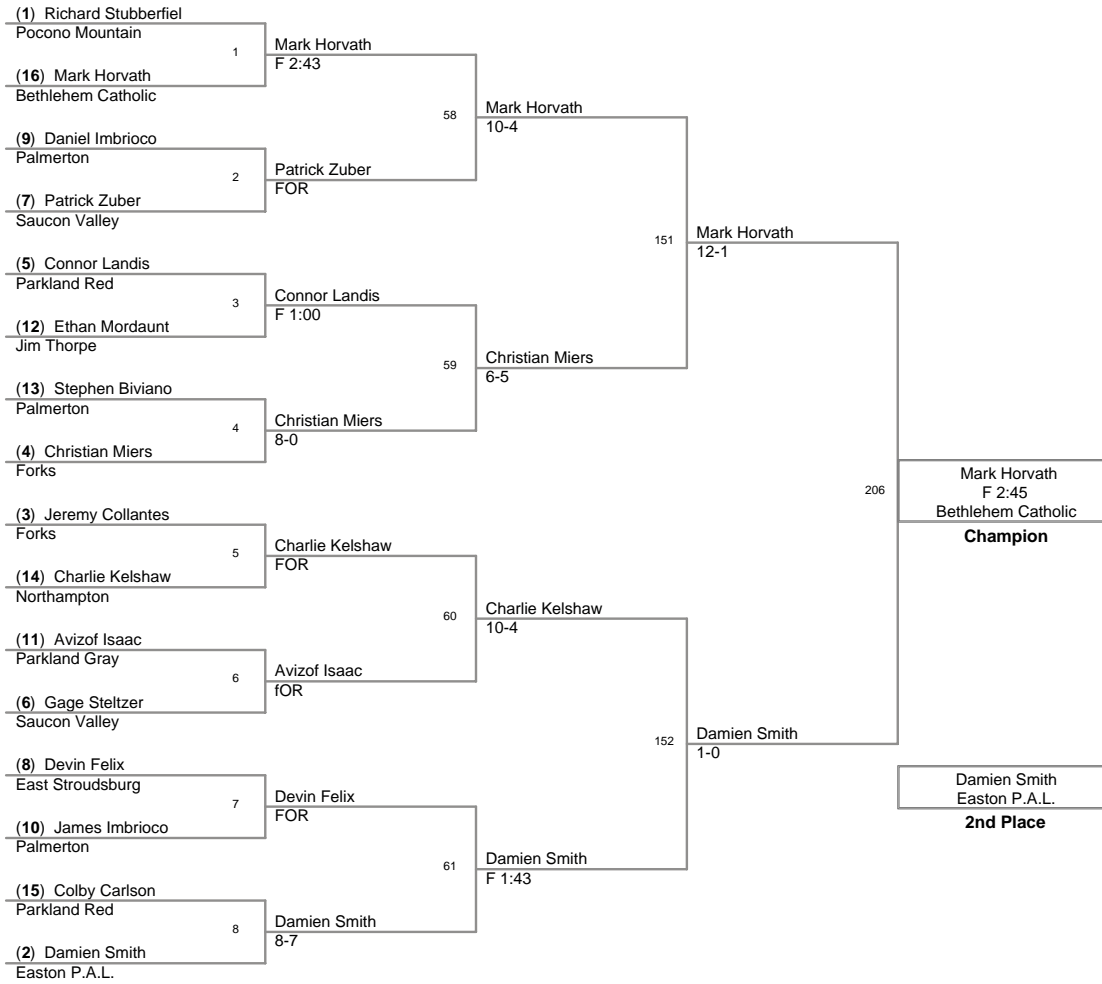 (1) Richard Stubberfiel
Pocono Mountain
1
(16) Mark Horvath
Bethlehem Catholic
(9) Daniel Imbrioco
Palmerton
2
(7) Patrick Zuber
Saucon Valley
(5) Connor Landis
Parkland Red
3
(12) Ethan Mordaunt
Jim Thorpe
(13) Stephen Biviano
Palmerton
4
(4) Christian Miers
Forks
(3) Jeremy Collantes
Forks
5
(14) Charlie Kelshaw
Northampton
(11) Avizof Isaac
Parkland Gray
6
(6) Gage Steltzer
Saucon Valley
(8) Devin Felix
East Stroudsburg
7
(10) James Imbrioco
Palmerton
(15) Colby Carlson
Parkland Red
8
(2) Damien Smith
Easton P.A.L.
Mark Horvath
F 2:43
58
Patrick Zuber
FOR
Connor Landis
F 1:00
59
Christian Miers
8-0
Charlie Kelshaw
FOR
60
Avizof Isaac
fOR
Devin Felix
FOR
61
Damien Smith
8-7
Mark Horvath
10-4
151
Christian Miers
6-5
Charlie Kelshaw
10-4
152
Damien Smith
F 1:43
Mark Horvath
12-1
206
Damien Smith
1-0
Mark Horvath
F 2:45
Bethlehem Catholic
Champion
Damien Smith
Easton P.A.L.
2nd Place